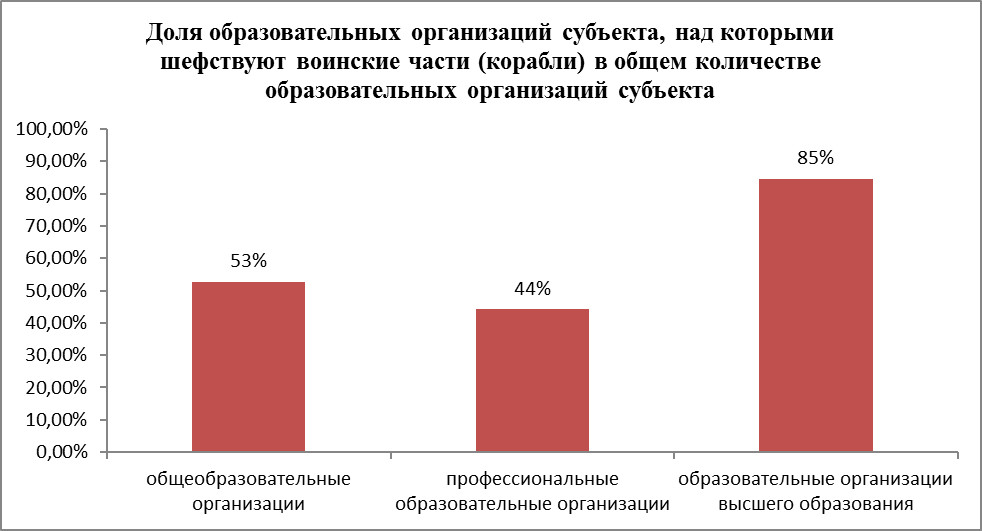 Доля образовательных организаций субъекта, над которыми
шефствуют воинские части (корабли) в общем количестве
образовательных организаций субъекта
100,00%
90,00%
80,00%
70,00%
60,00%
50,00%
40,00%
30,00%
20,00%
10,00%
0,00%
53%
44%
85%
общеобразовательные
организации
профессиональные
образовательные организации
образовательные организации
высшего образования